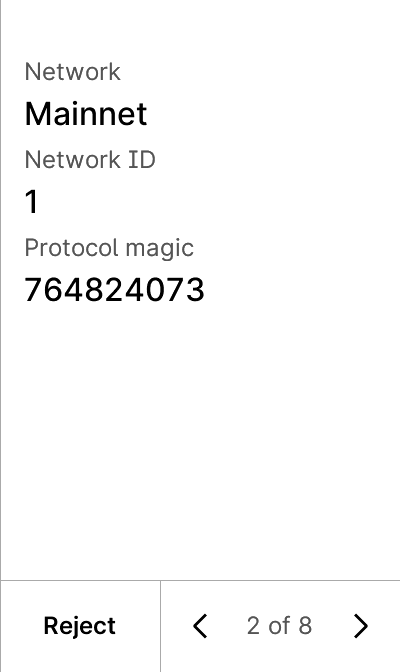 Network
Mainnet
Network ID
1
Protocol magic
764824073
Reject
2 of 8